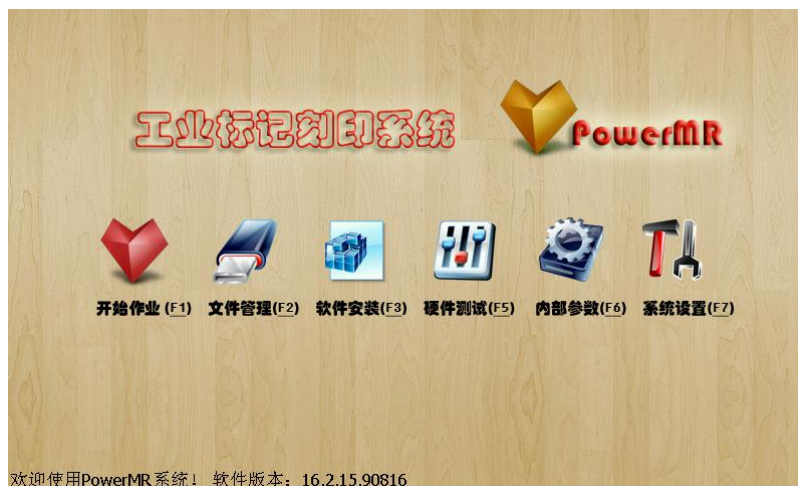 工业标记刻印系统
PowerMR
开始作业 (F1) 文件管理(F2) 软件安装(F3) 硬件测试(F5) 内部参数(F6) 系统设置(F7)
欢迎使用PowerMR系统! 软件版本: 16.2.15.90816